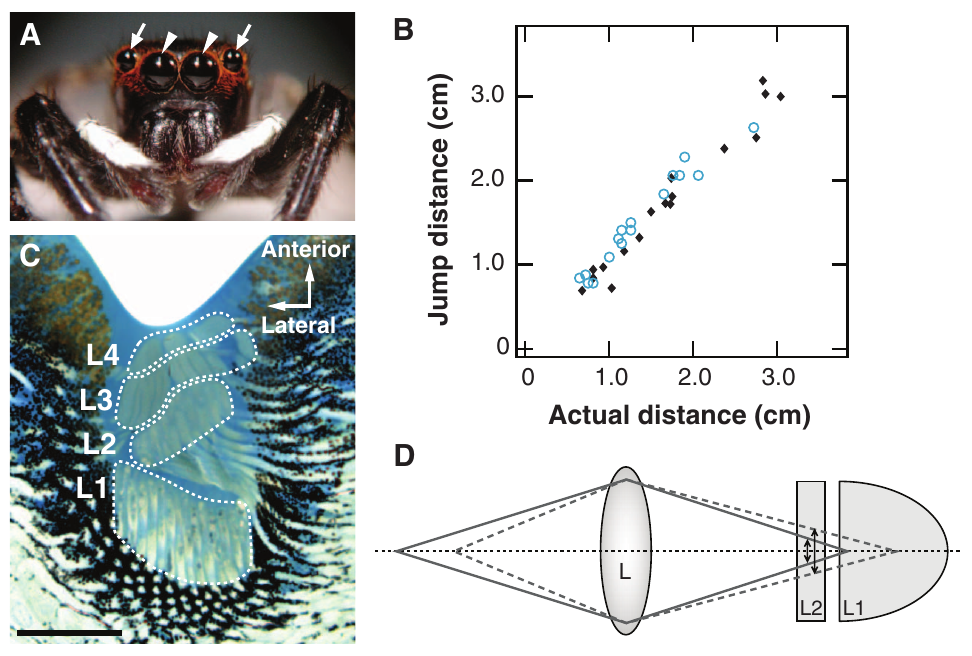 A
B
Jump distance (cm)
3.0
2.0
1.0
0
0 1.0 2.0 3.0
Actual distance (cm)
C
Anterior
Lateral
L4
L3
L2
L1
D
L
L2
L1